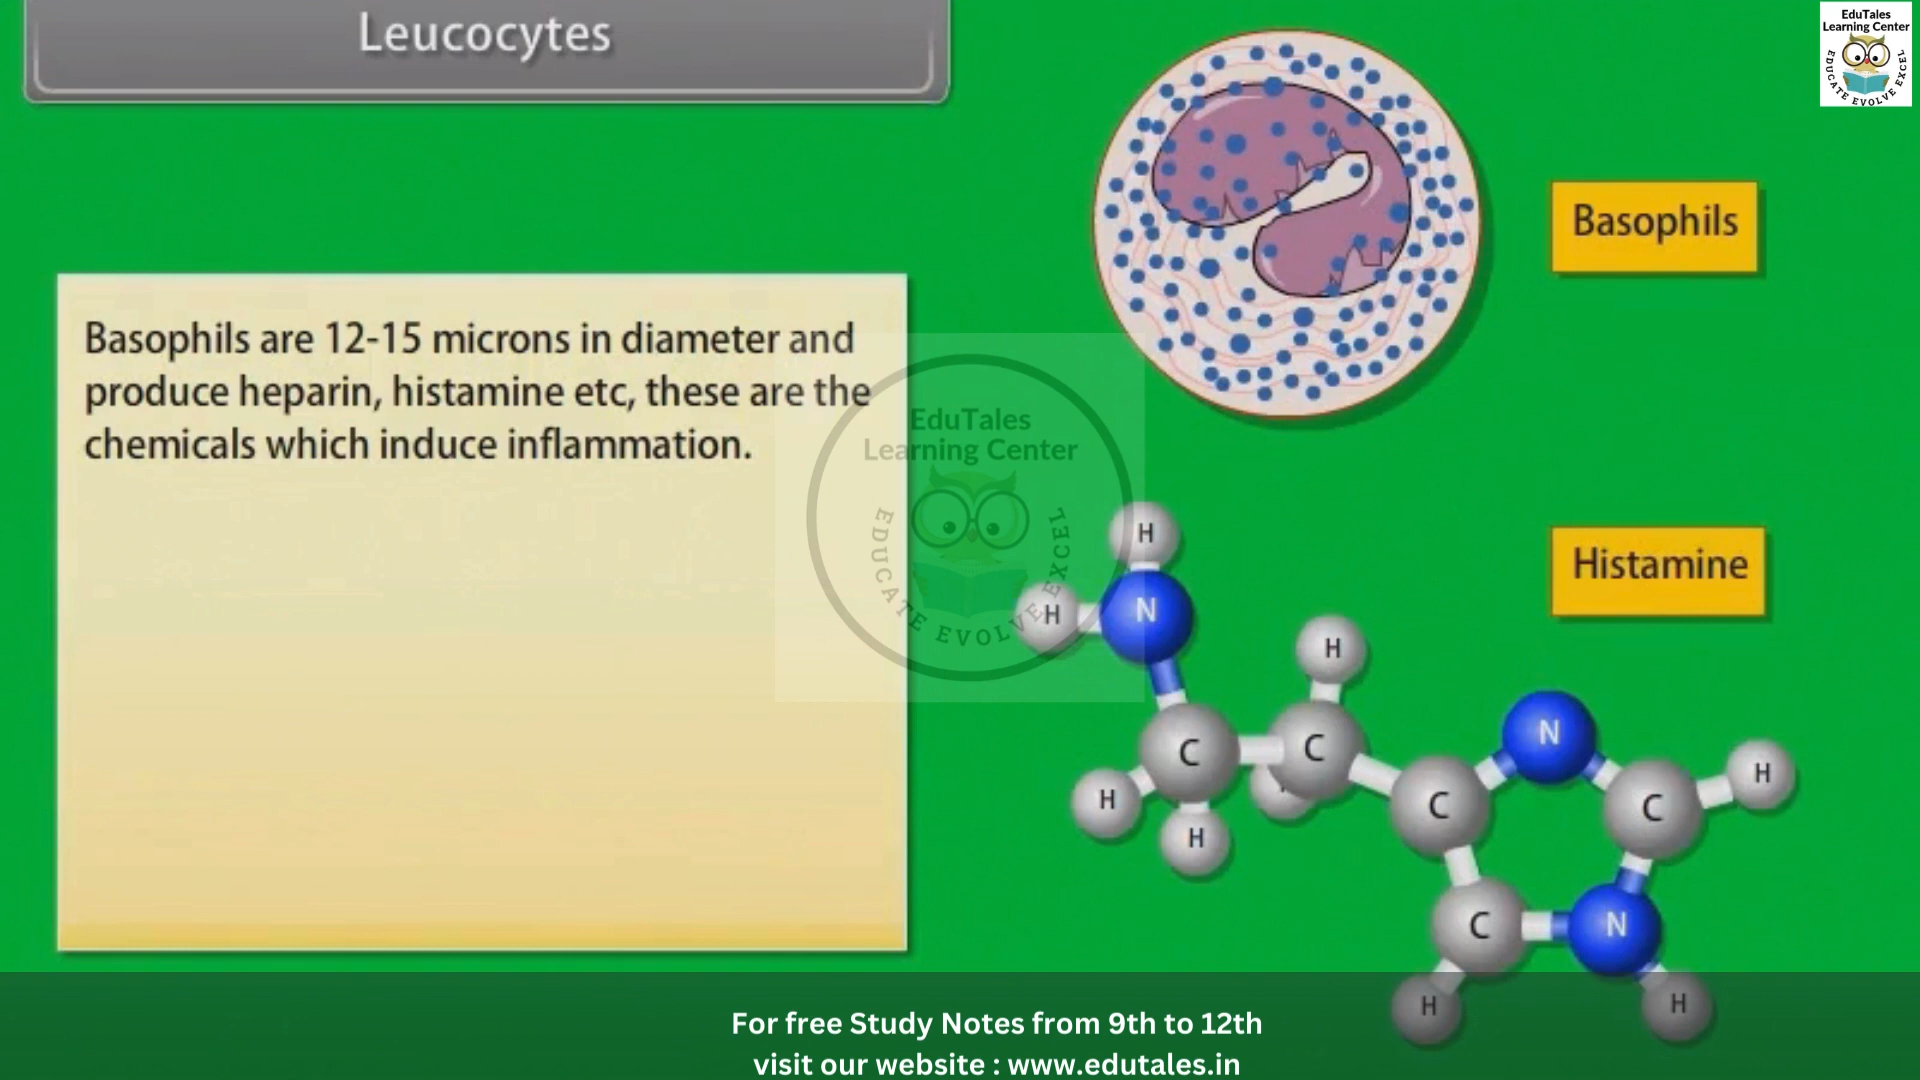 Leucocytes
EduTales
Learning Center
EDUCATE EVOLVE EXCEL
Basophils
Basophils are 12-15 microns in diameter and
produce heparin, histamine etc, these are the
chemicals which induce inflammation.
EduTales
Learning Center
EDUCATE EVOLVE EXCEL
Histamine
H
H
N
H
C
C
H
H
C
N
C
H
C
N
H
H
For free Study Notes from 9th to 12th
visit our website : www.edutales.in